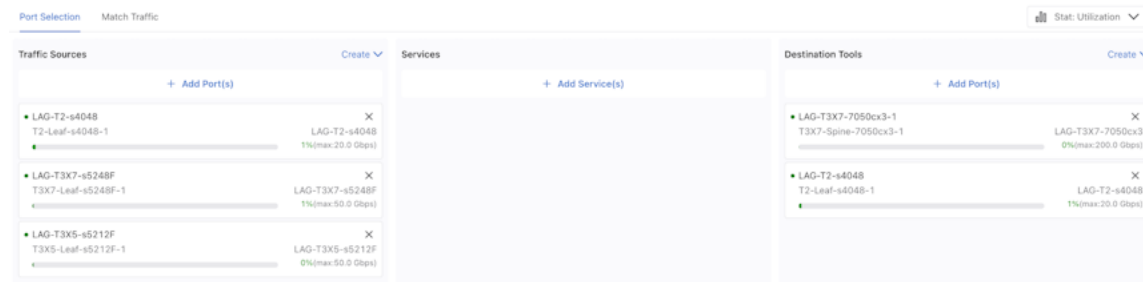 Port Selection Match Traffic Stat: Utilization
Traffic Sources Create Services Destination Tools Create
+ Add Port(s) + Add Service(s) + Add Port(s)
LAG-T2-s4048
T2-Leaf-s4048-1 LAG-T2-s4048
1%(max:20.0 Gbps)
LAG-T3X7-s5248F
T3X7-Leaf-s5248F-1 LAG-T3X7-s5248F
1%(max:50.0 Gbps)
LAG-T3X5-s5212F
T3X5-Leaf-s5212F-1 LAG-T3X5-s5212F
0%(max:50.0 Gbps)
LAG-T3X7-7050cx3-1
T3X7-Spine-7050cx3-1 LAG-T3X7-7050cx3
0%(max:200.0 Gbps)
LAG-T2-s4048
T2-Leaf-s4048-1 LAG-T2-s4048
1%(max:20.0 Gbps)